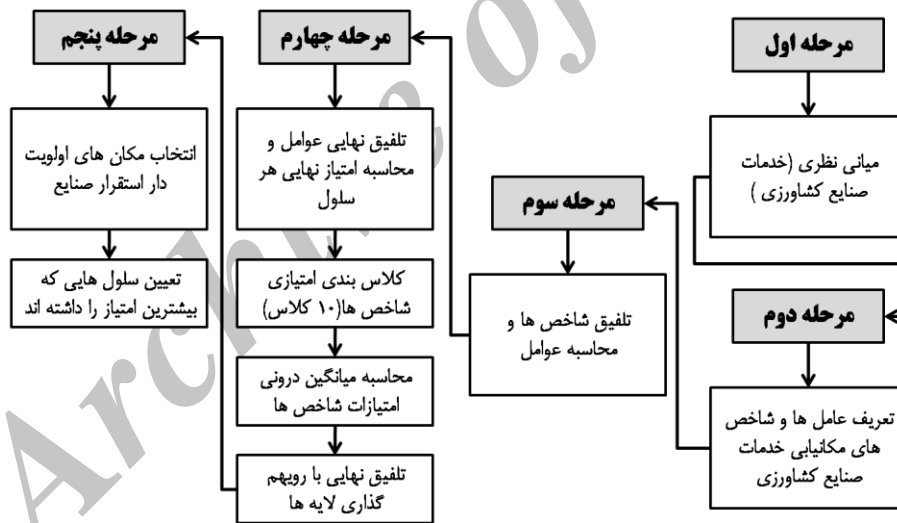 مرحله اول
میانی نظری (خدمات
صنایع کشاورزی )
مرحله دوم
تعریف عامل ها و شاخص
های مکانیابی خدمات
صنایع کشاورزی
مرحله سوم
تلفیق شاخص ها و
محاسبه عوامل
مرحله چهارم
تلفیق نهایی عوامل و
محاسبه امتیاز نهایی هر
سلول
کلاس بندی امتیازی
شاخص ها(۱۰ کلاس)
محاسبه میانگین درونی
امتیازات شاخص ها
تلفیق نهایی با رویهم
گذاری لایه ها
مرحله پنجم
انتخاب مکان های اولویت
دار استقرار صنایع
تعیین سلول هایی که
بیشترین امتیاز را داشته اند
Archive of